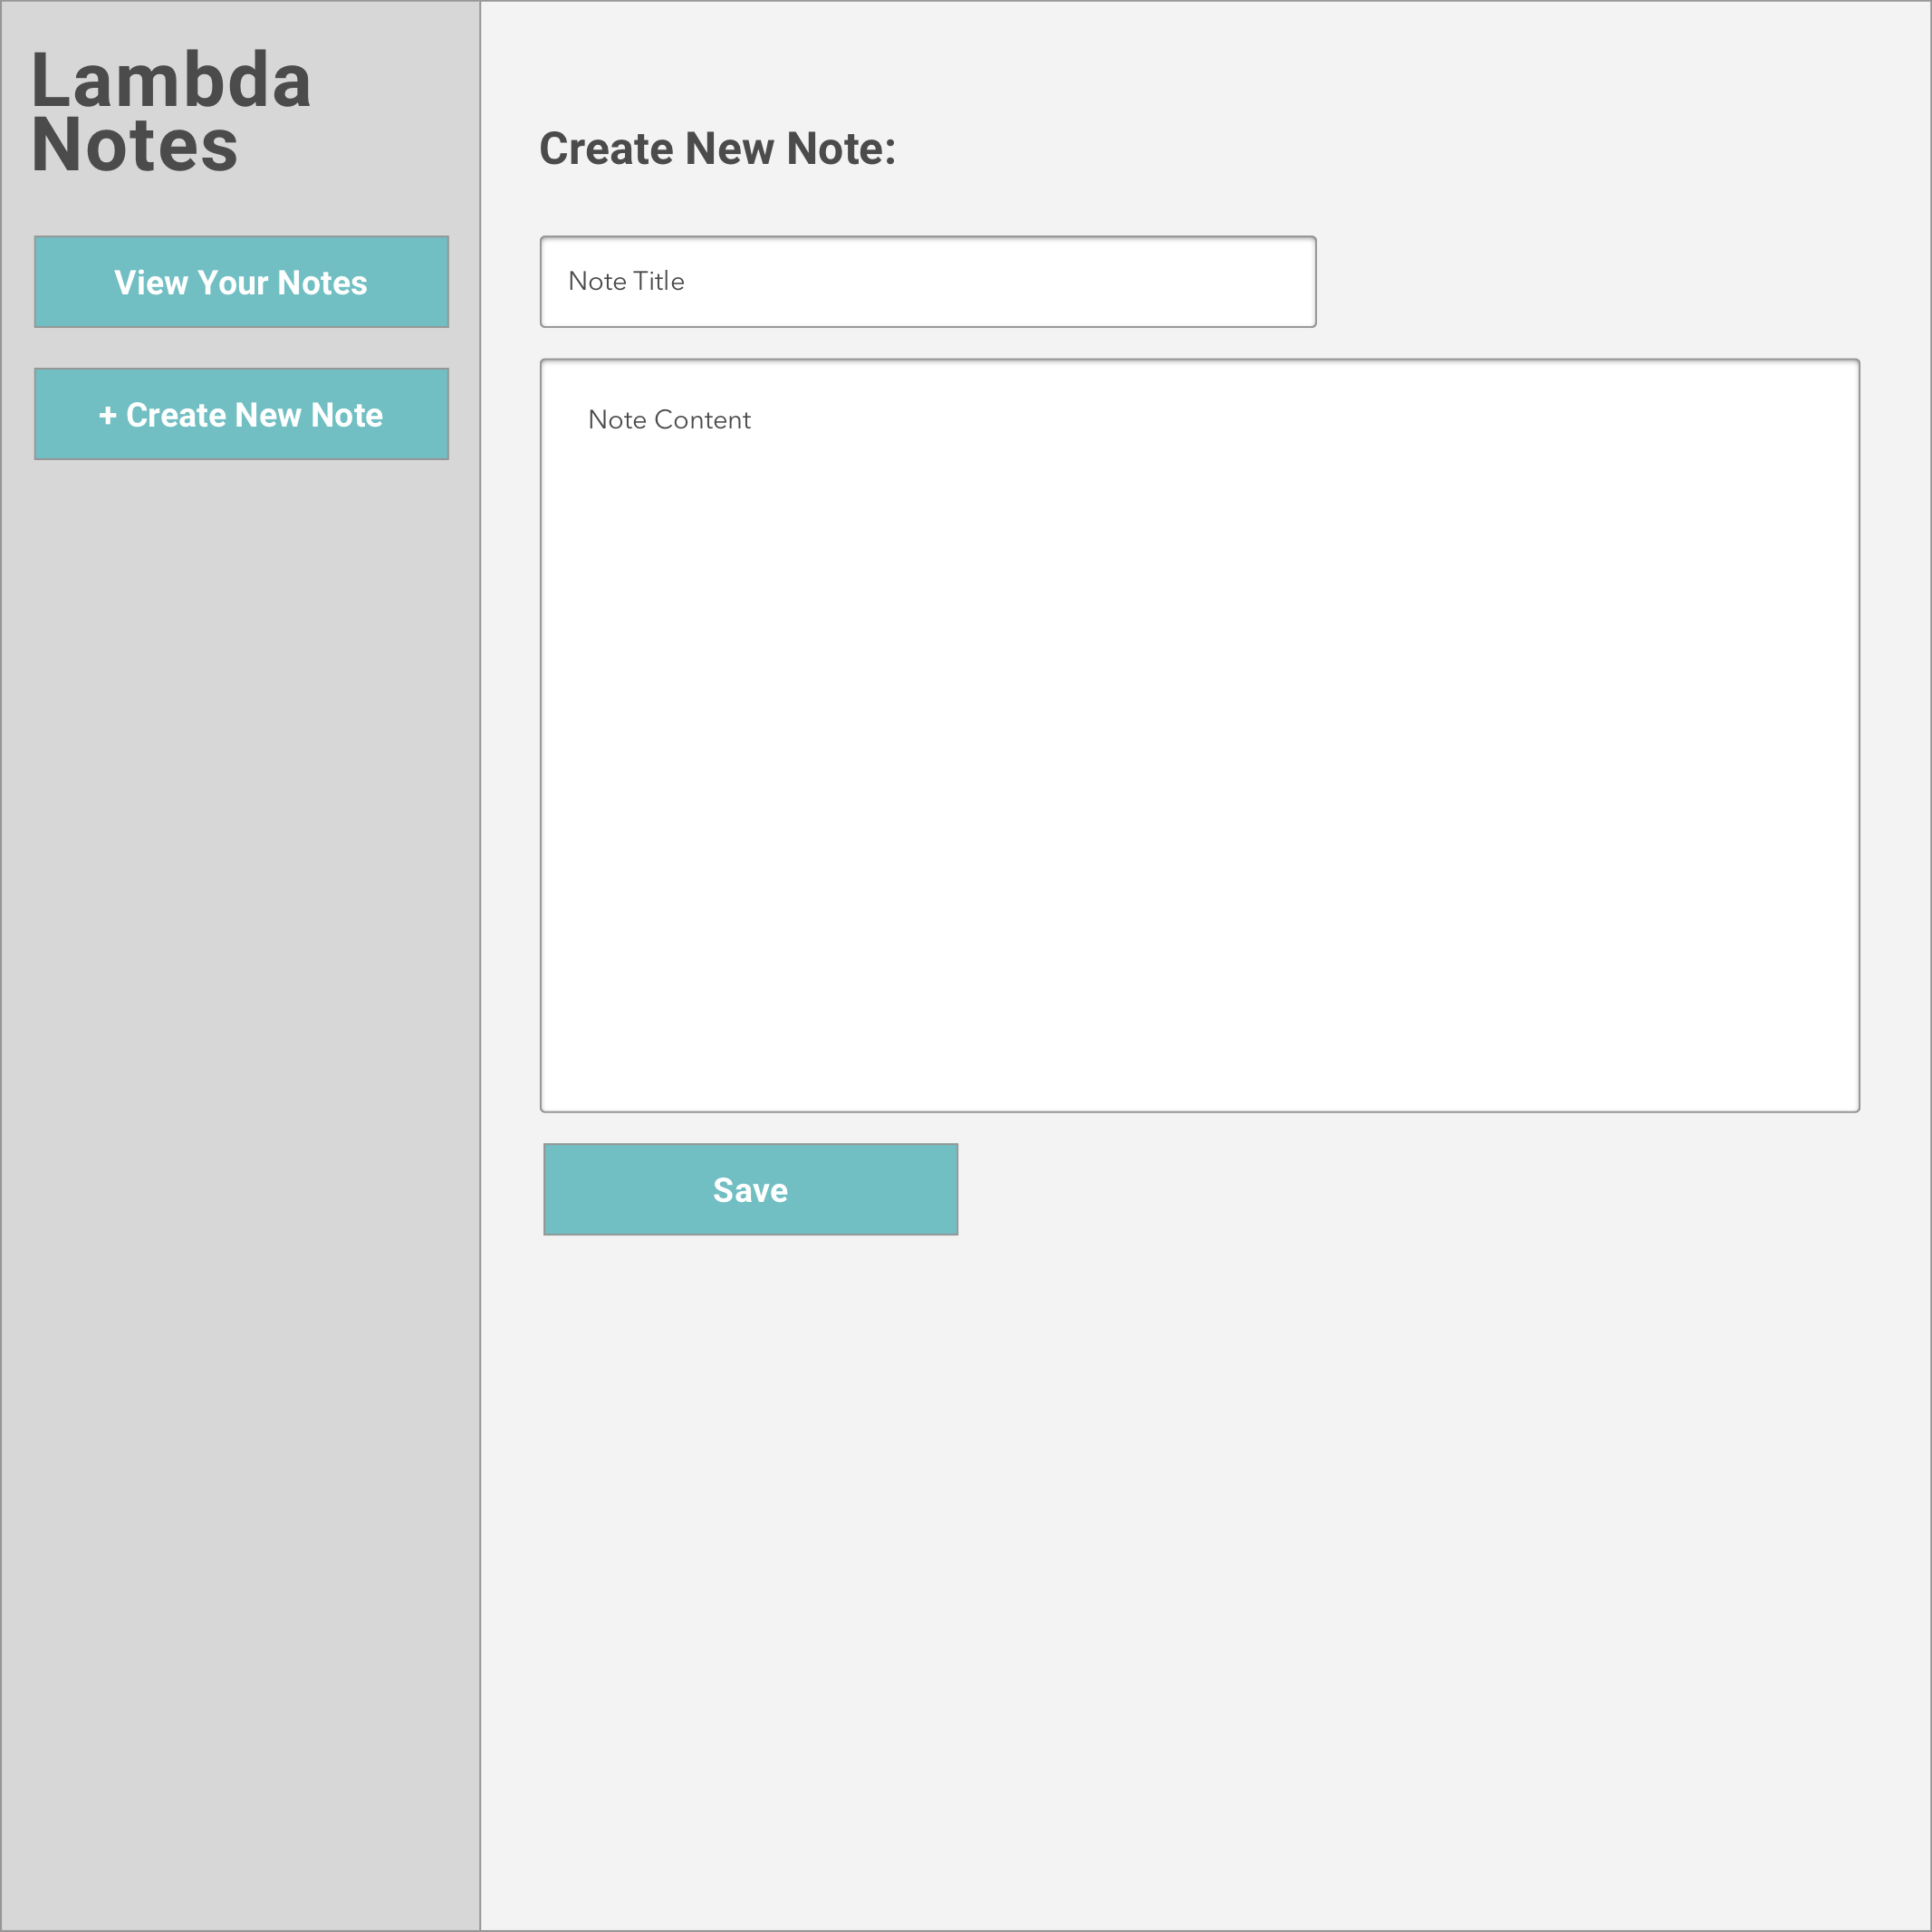 Lambda
Notes
View Your Notes
+ Create New Note
Create New Note:
Note Title
Note Content
Save